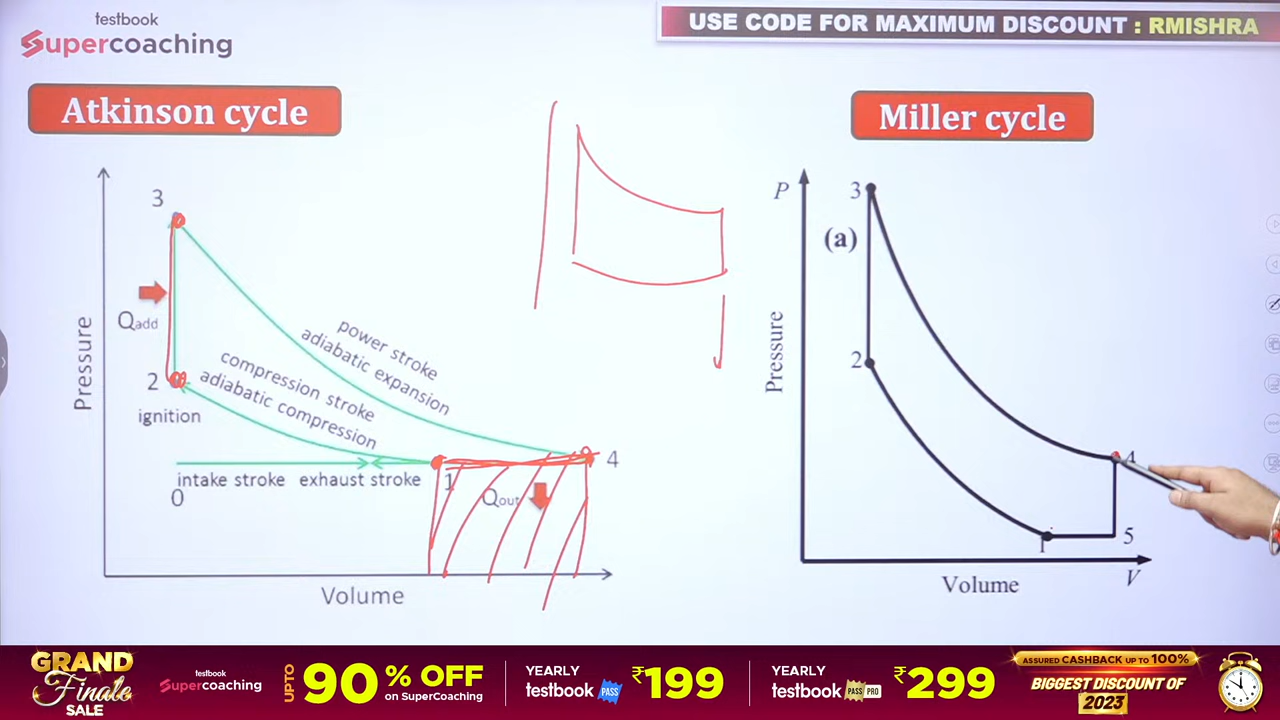 testbook
Supercoaching
USE CODE FOR MAXIMUM DISCOUNT : RMISHRA
Atkinson cycle
Miller cycle
3
Qadd
2
ignition
Pressure
power stroke
adiabatic expansion
compression stroke
adiabatic compression
intake stroke
exhaust stroke
0
1
Qout
4
Volume
P
3
(a)
2
Pressure
4
1
5
Volume
V
GRAND
Finale
SALE
testbook
Supercoaching
UPTO
90% OFF
on SuperCoaching
YEARLY
testbook PASS
₹199
YEARLY
testbook PASS PRO
₹299
ASSURED CASHBACK UP TO 100%
BIGGEST DISCOUNT OF
2023